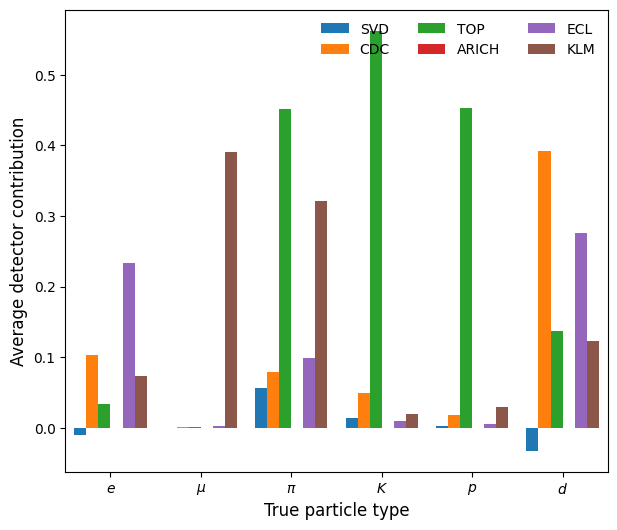 SVD
CDC
TOP
ARICH
ECL
KLM
Average detector contribution
0.5
0.4
0.3
0.2
0.1
0.0
e
μ
π
K
p
d
True particle type